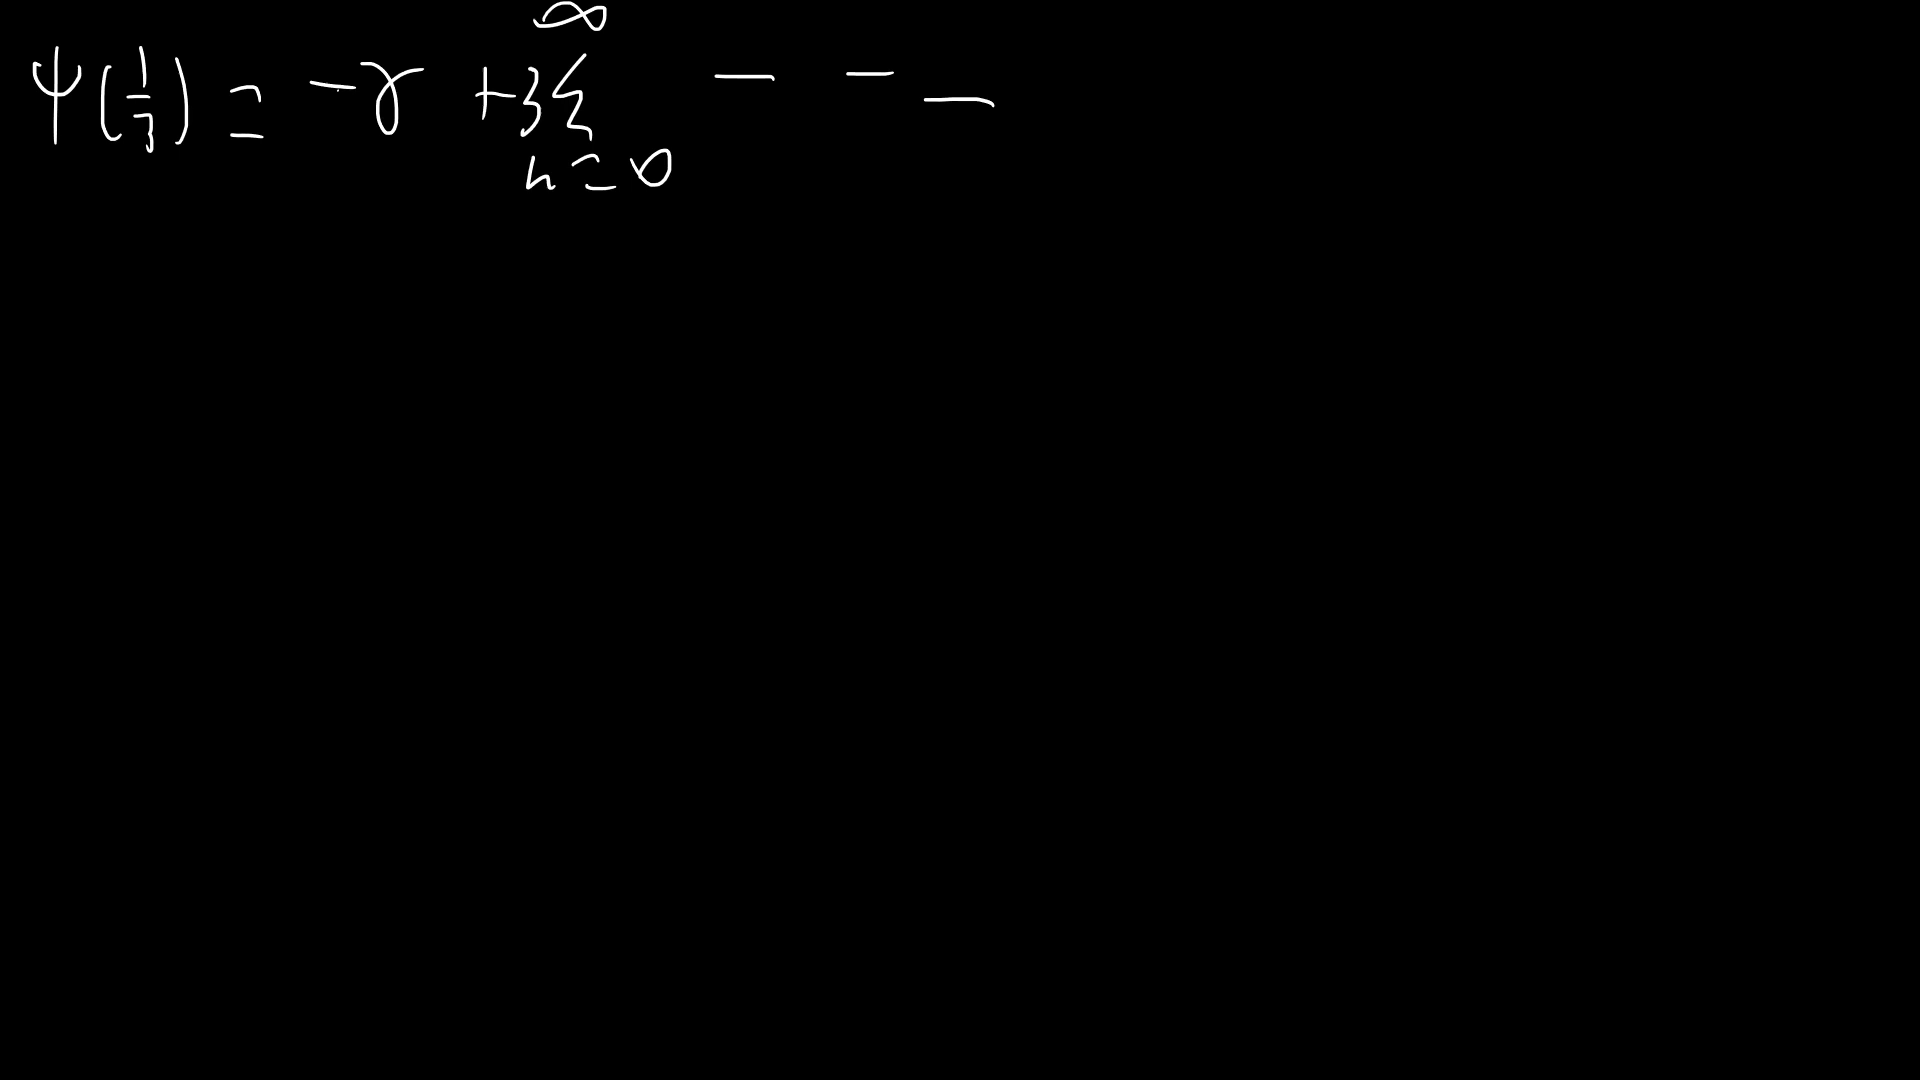 ψ(1/3) = -γ + 3 Σ_{n=0}^{∞} — - —